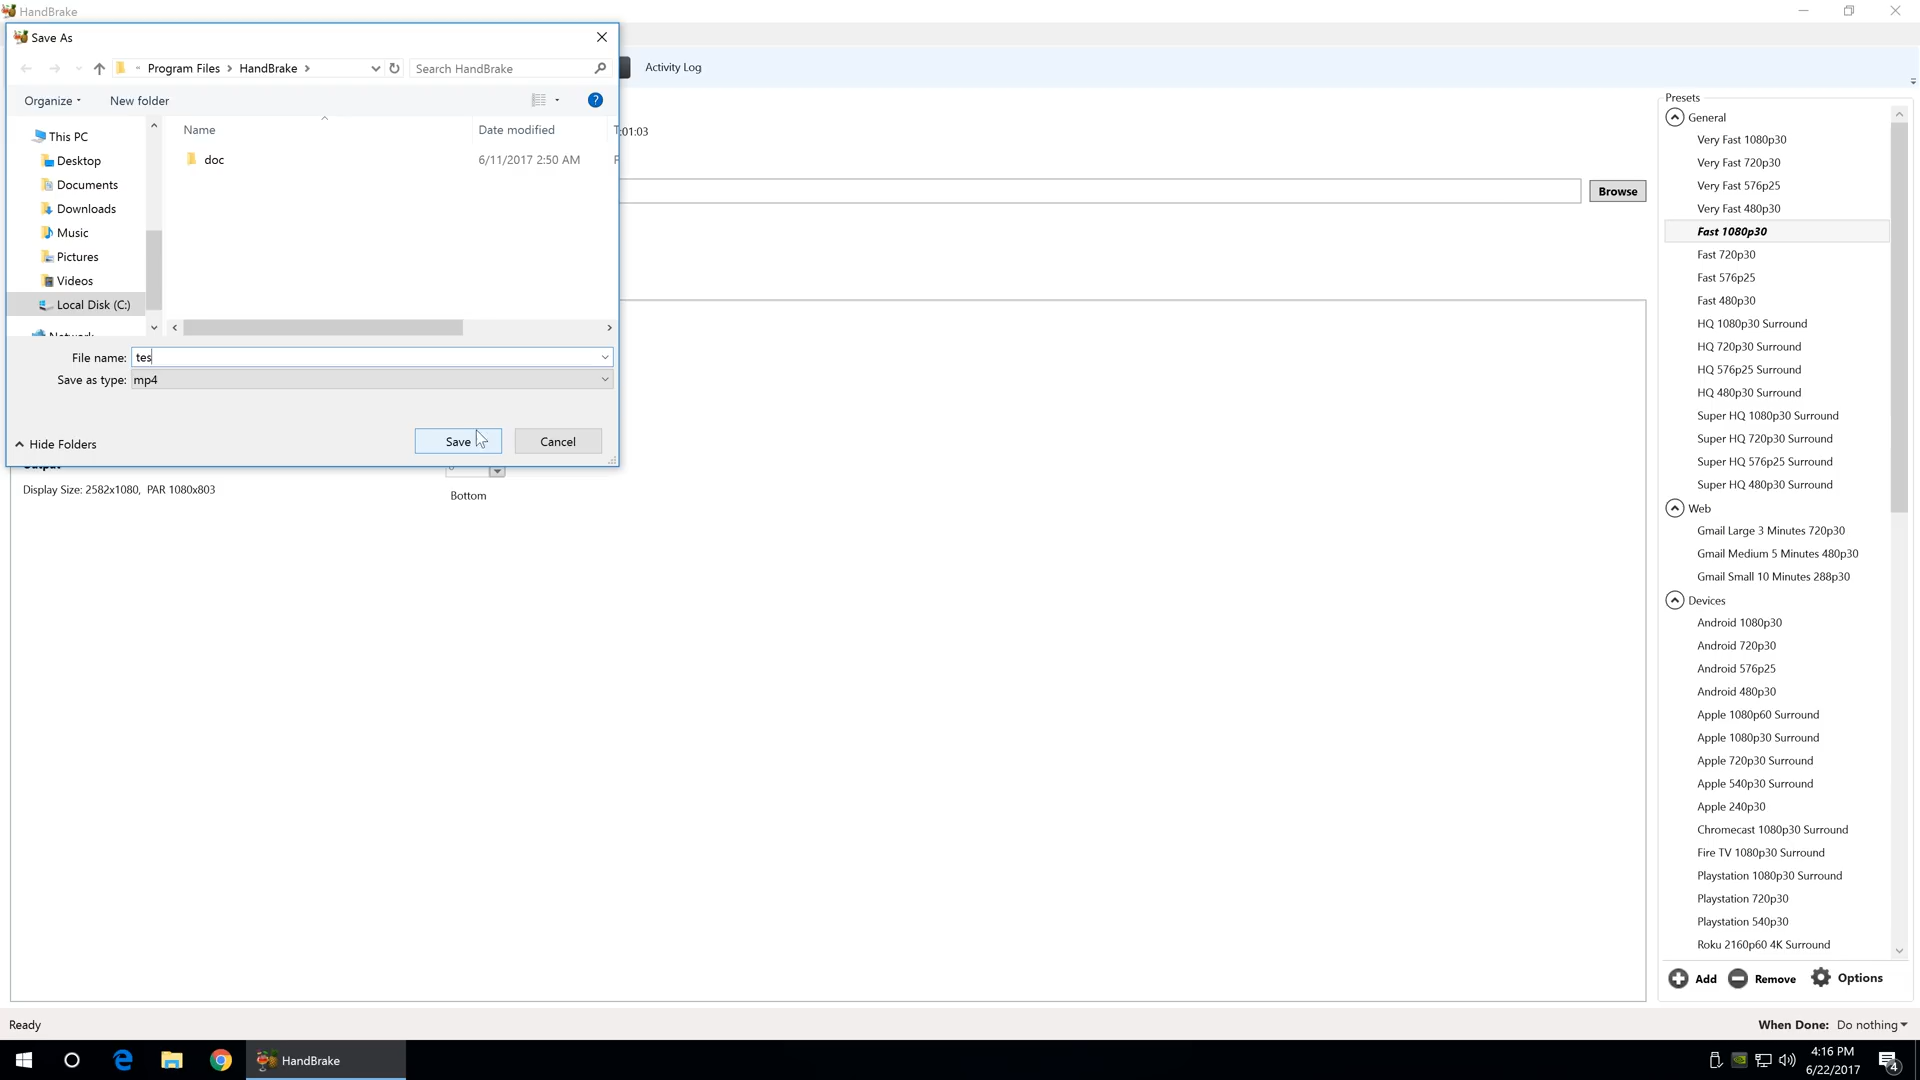 HandBrake
Save As
Program Files
HandBrake
Search HandBrake
Activity Log
Organize
New folder
?
This PC
Desktop
Documents
Downloads
Music
Pictures
Videos
Local Disk (C:)
Network
Name
Date modified
doc
6/11/2017 2:50 AM
:01:03
File name: tes
Save as type: mp4
Hide Folders
Save
Cancel
Browse
Output
Display Size: 2582x1080, PAR 1080x803
Bottom
Presets
General
Very Fast 1080p30
Very Fast 720p30
Very Fast 576p25
Very Fast 480p30
Fast 1080p30
Fast 720p30
Fast 576p25
Fast 480p30
HQ 1080p30 Surround
HQ 720p30 Surround
HQ 576p25 Surround
HQ 480p30 Surround
Super HQ 1080p30 Surround
Super HQ 720p30 Surround
Super HQ 576p25 Surround
Super HQ 480p30 Surround
Web
Gmail Large 3 Minutes 720p30
Gmail Medium 5 Minutes 480p30
Gmail Small 10 Minutes 288p30
Devices
Android 1080p30
Android 720p30
Android 576p25
Android 480p30
Apple 1080p60 Surround
Apple 1080p30 Surround
Apple 720p30 Surround
Apple 540p30 Surround
Apple 240p30
Chromecast 1080p30 Surround
Fire TV 1080p30 Surround
Playstation 1080p30 Surround
Playstation 720p30
Playstation 540p30
Roku 2160p60 4K Surround
Add
Remove
Options
Ready
When Done: Do nothing
HandBrake
4:16 PM
6/22/2017
4